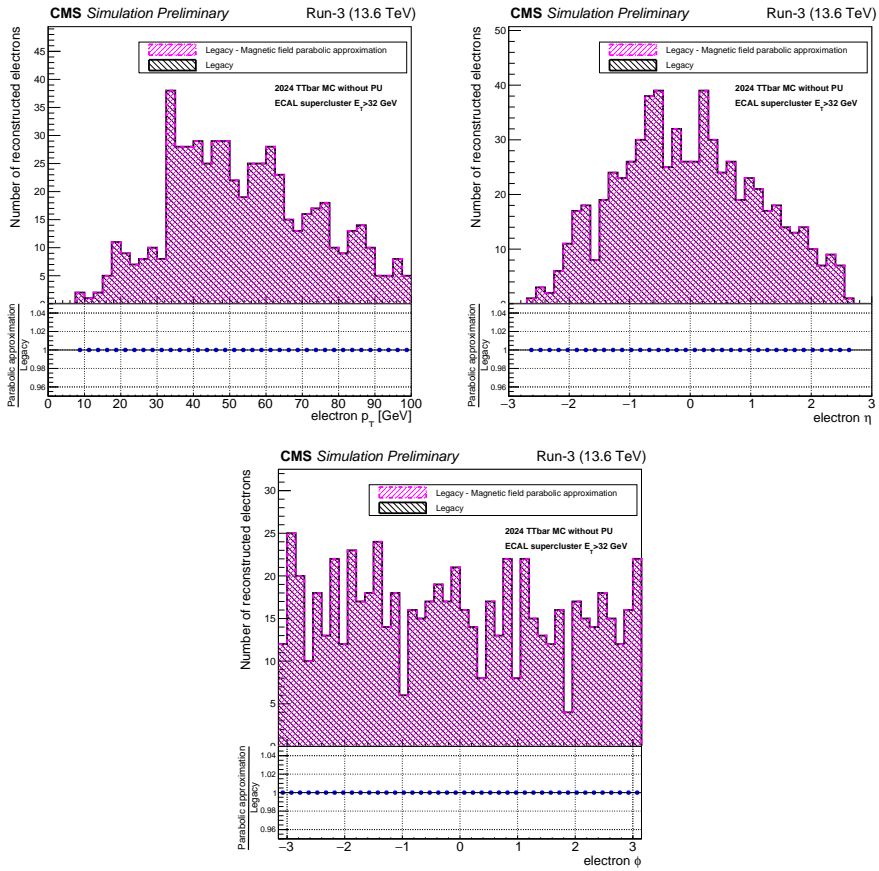 CMS Simulation Preliminary Run-3 (13.6 TeV)
Number of reconstructed electrons
45
40
35
30
25
20
15
10
5
0
Legacy - Magnetic field parabolic approximation
Legacy
2024 TTbar MC without PU
ECAL supercluster E_T>32 GeV
Parabolic approximation
Legacy
1.04
1.02
1
0.98
0.96
0 10 20 30 40 50 60 70 80 90 100
electron p_T [GeV]
CMS Simulation Preliminary Run-3 (13.6 TeV)
Number of reconstructed electrons
50
40
30
20
10
0
Legacy - Magnetic field parabolic approximation
Legacy
2024 TTbar MC without PU
ECAL supercluster E_T>32 GeV
Parabolic approximation
Legacy
1.04
1.02
1
0.98
0.96
−3 −2 −1 0 1 2 3
electron η
CMS Simulation Preliminary Run-3 (13.6 TeV)
Number of reconstructed electrons
30
25
20
15
10
5
0
Legacy - Magnetic field parabolic approximation
Legacy
2024 TTbar MC without PU
ECAL supercluster E_T>32 GeV
Parabolic approximation
Legacy
1.04
1.02
1
0.98
0.96
−3 −2 −1 0 1 2 3
electron ϕ